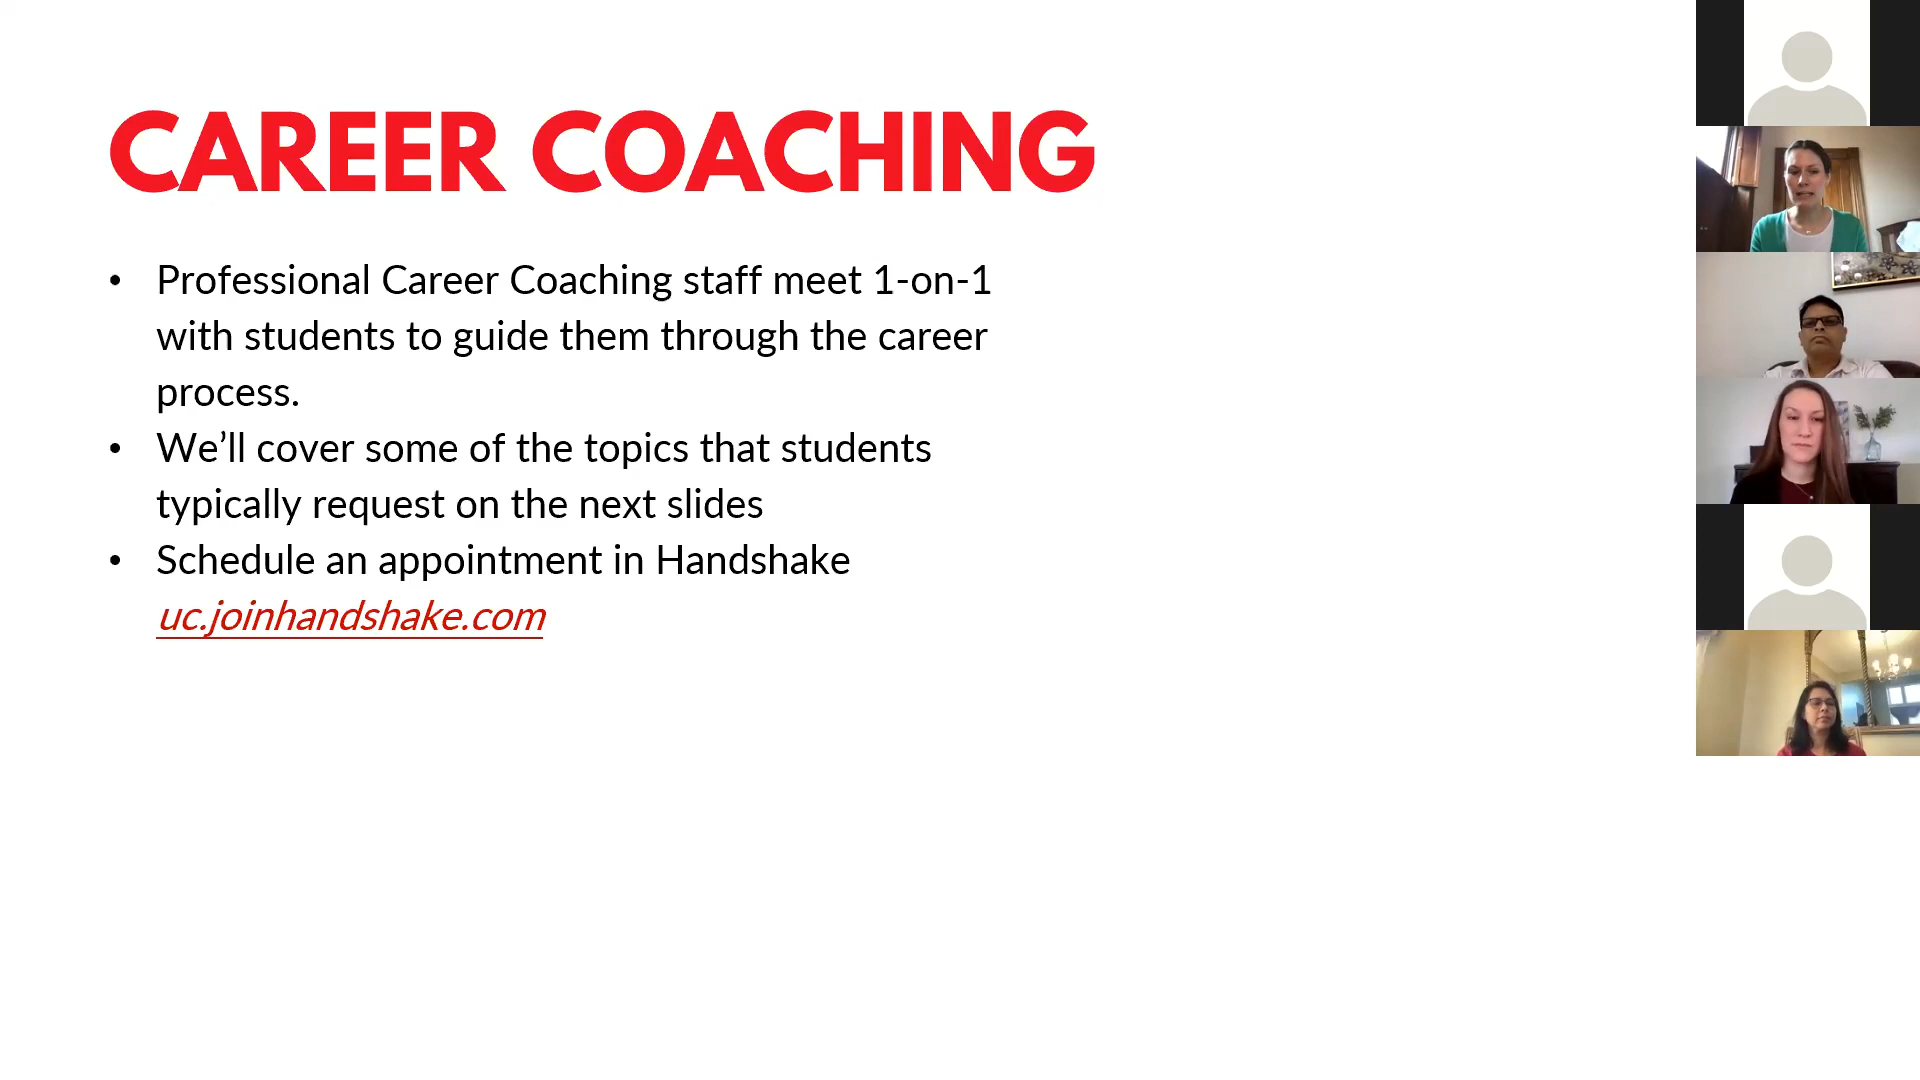 CAREER COACHING
• Professional Career Coaching staff meet 1-on-1
with students to guide them through the career
process.
• We’ll cover some of the topics that students
typically request on the next slides
• Schedule an appointment in Handshake
uc.joinhandshake.com